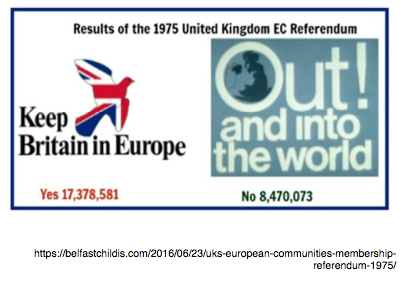 Results of the 1975 United Kingdom EC Referendum
Keep
Britain in Europe
Out!
and into
the world
Yes 17,378,581
No 8,470,073
https://belfastchildis.com/2016/06/23/uks-european-communities-membership-
referendum-1975/